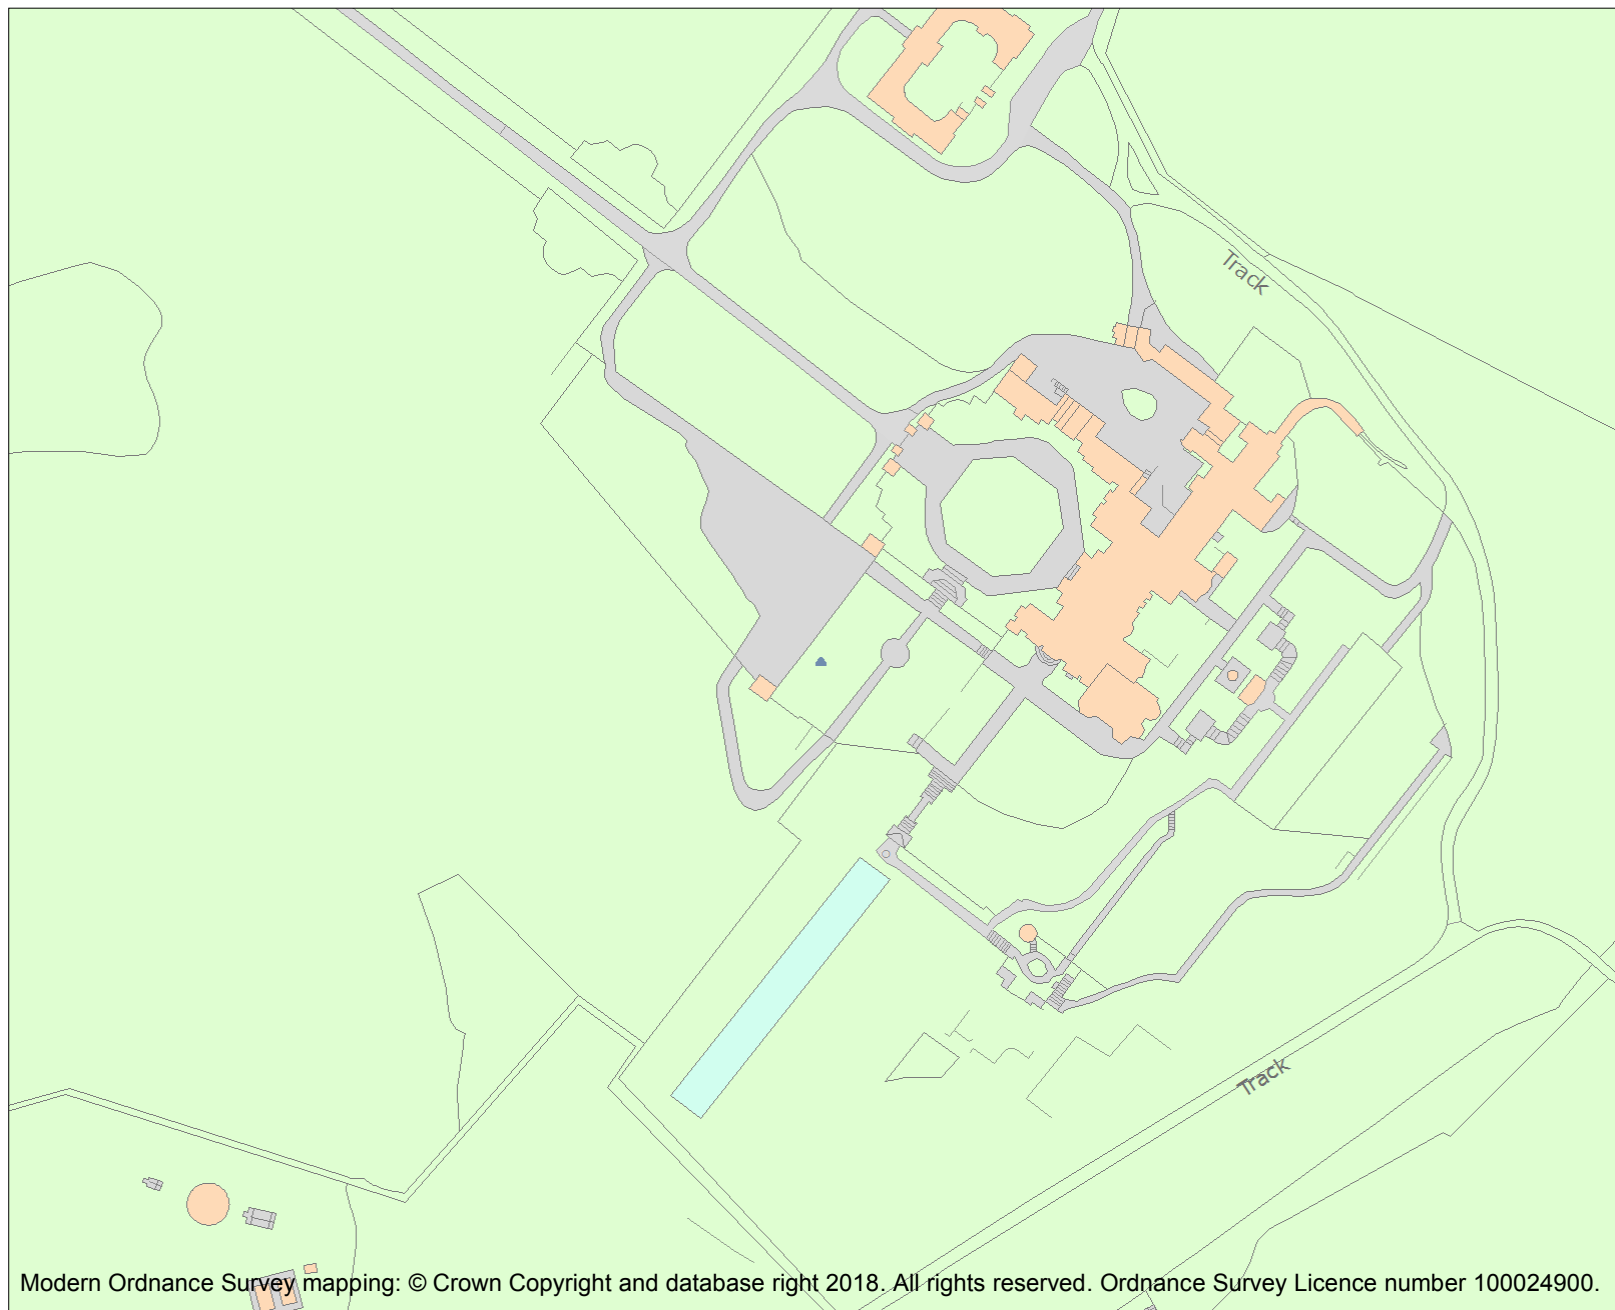 Track
Track
Modern Ordnance Survey mapping: © Crown Copyright and database right 2018. All rights reserved. Ordnance Survey Licence number 100024900.